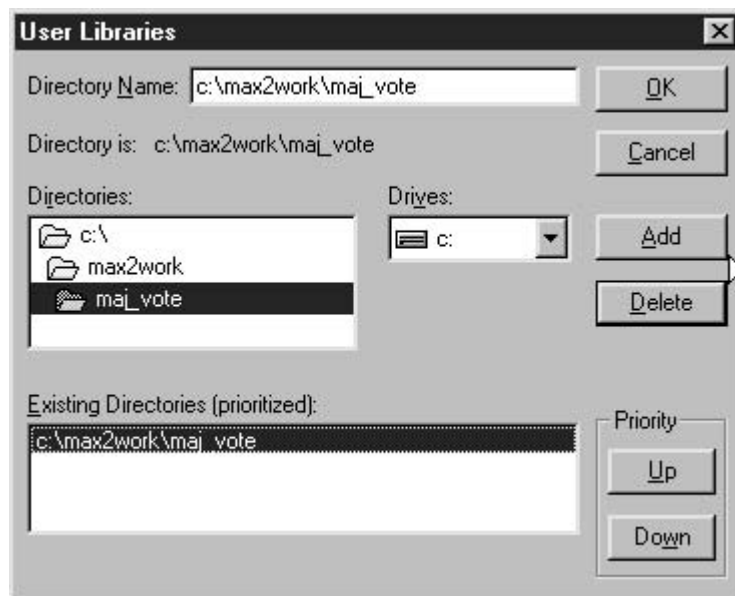 User Libraries
Directory Name: c:\max2work\maj_vote
OK
Directory is: c:\max2work\maj_vote
Cancel
Directories:
Drives:
c:\
c:
Add
max2work
maj_vote
Delete
Existing Directories (prioritized):
c:\max2work\maj_vote
Priority
Up
Down